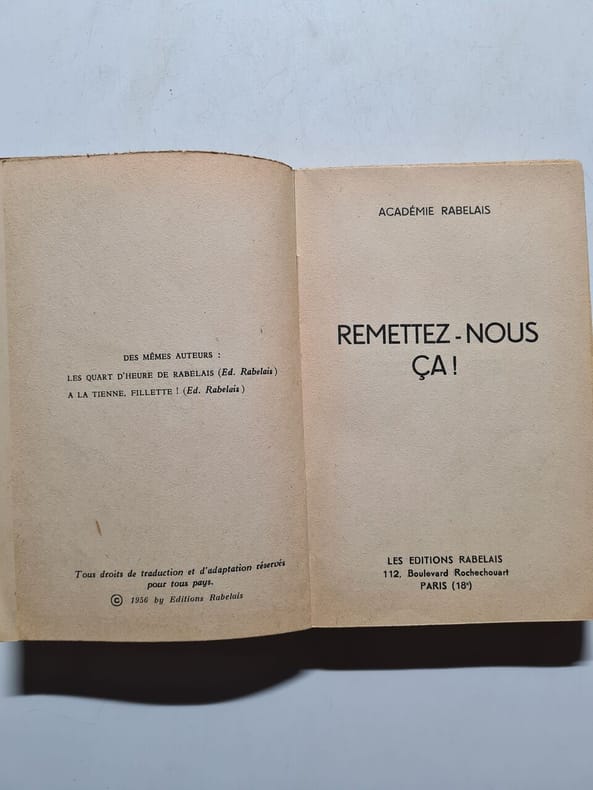 DES MÊMES AUTEURS :
LES QUART D'HEURE DE RABELAIS (Ed. Rabelais)
A LA TIENNE, FILLETTE ! (Ed. Rabelais)
Tous droits de traduction et d'adaptation réservés
pour tous pays.
© 1956 by Editions Rabelais
ACADÉMIE RABELAIS
REMETTEZ-NOUS
ÇA !
LES EDITIONS RABELAIS
112, Boulevard Rochechouart
PARIS (18e)